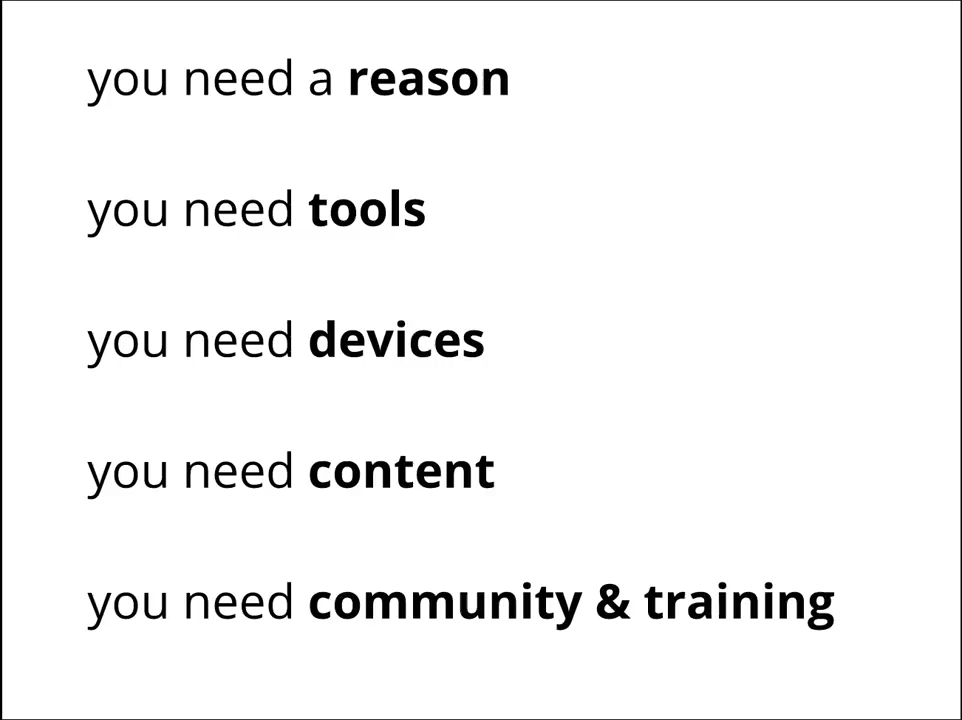 you need a reason
you need tools
you need devices
you need content
you need community & training